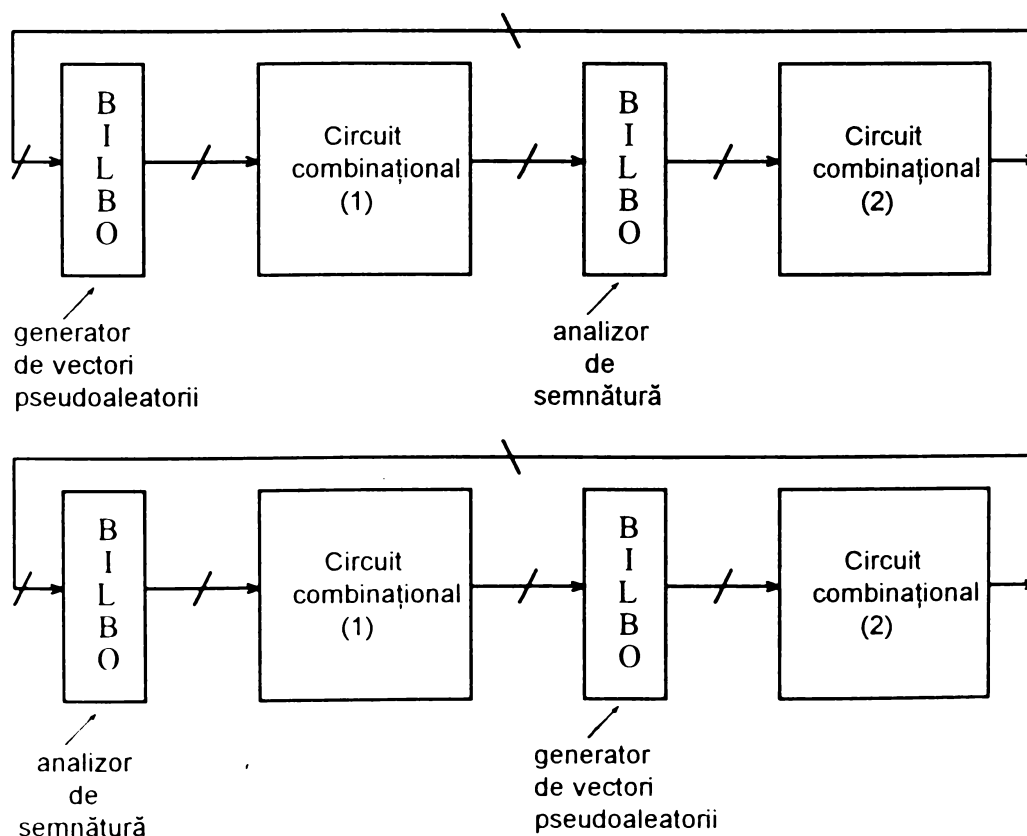 B
I
L
B
O
Circuit
combinațional
(1)
B
I
L
B
O
Circuit
combinațional
(2)
generator
de vectori
pseudoaleatorii
analizor
de
semnătură
B
I
L
B
O
Circuit
combinațional
(1)
B
I
L
B
O
Circuit
combinațional
(2)
analizor
de
semnătură
generator
de vectori
pseudoaleatorii